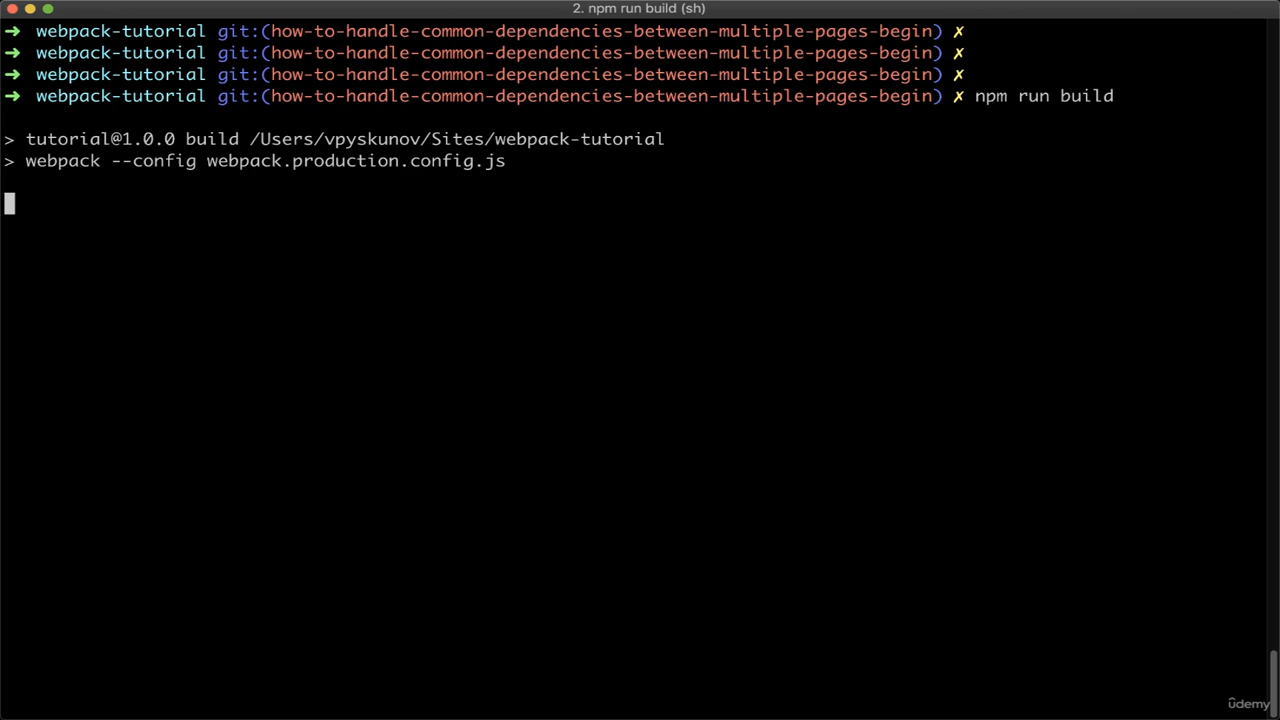 2. npm run build (sh)
➜ webpack-tutorial git:(how-to-handle-common-dependencies-between-multiple-pages-begin) ✗
➜ webpack-tutorial git:(how-to-handle-common-dependencies-between-multiple-pages-begin) ✗
➜ webpack-tutorial git:(how-to-handle-common-dependencies-between-multiple-pages-begin) ✗
➜ webpack-tutorial git:(how-to-handle-common-dependencies-between-multiple-pages-begin) ✗ npm run build
> tutorial@1.0.0 build /Users/vpyskunov/Sites/webpack-tutorial
> webpack --config webpack.production.config.js
ûdemy